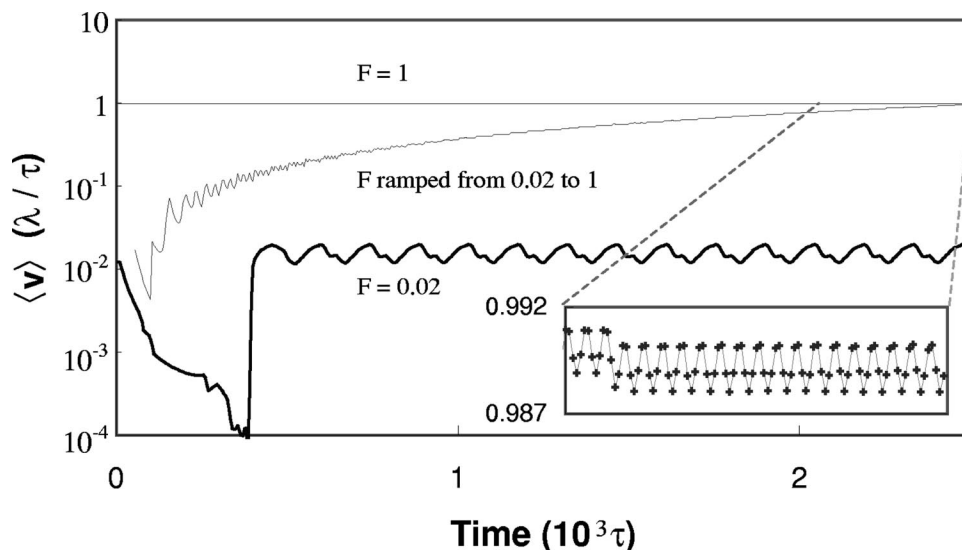 10
F = 1
1
10⁻¹
F ramped from 0.02 to 1
10⁻²
F = 0.02
0.992
10⁻³
0.987
10⁻⁴
⟨v⟩ (λ / τ)
0 1 2
Time (10³τ)